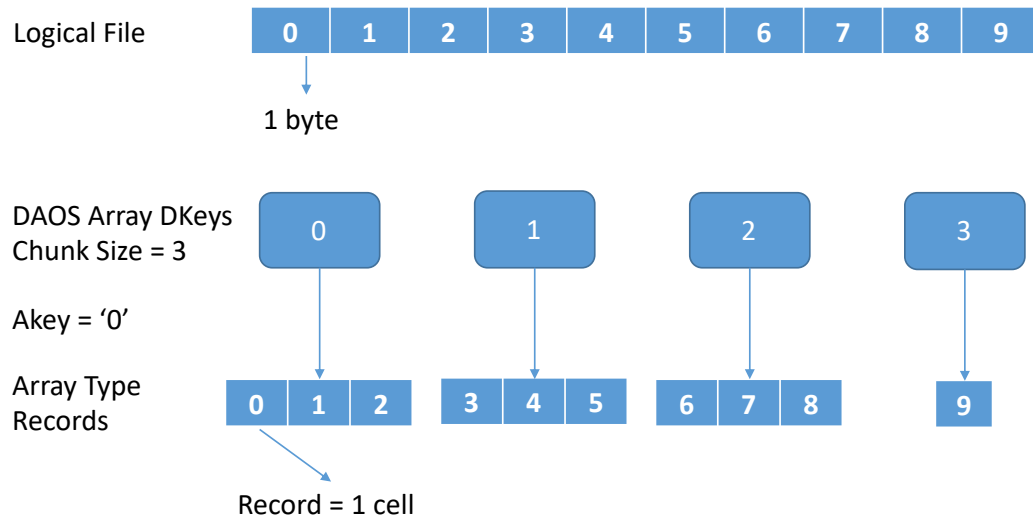 Logical File
0 1 2 3 4 5 6 7 8 9
1 byte
DAOS Array DKeys
Chunk Size = 3
0 1 2 3
Akey = ‘0’
Array Type
Records
0 1 2 3 4 5 6 7 8 9
Record = 1 cell